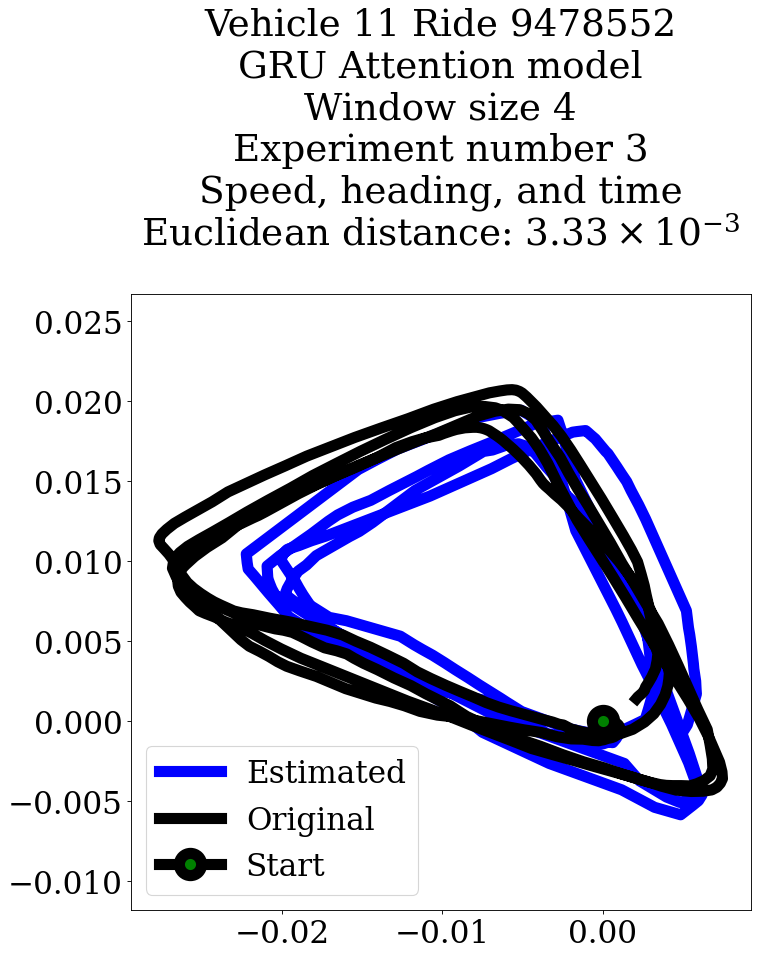 Vehicle 11 Ride 9478552
GRU Attention model
Window size 4
Experiment number 3
Speed, heading, and time
Euclidean distance: 3.33 × 10⁻³
0.025
0.020
0.015
0.010
0.005
0.000
−0.005
−0.010
Estimated
Original
Start
−0.02 −0.01 0.00